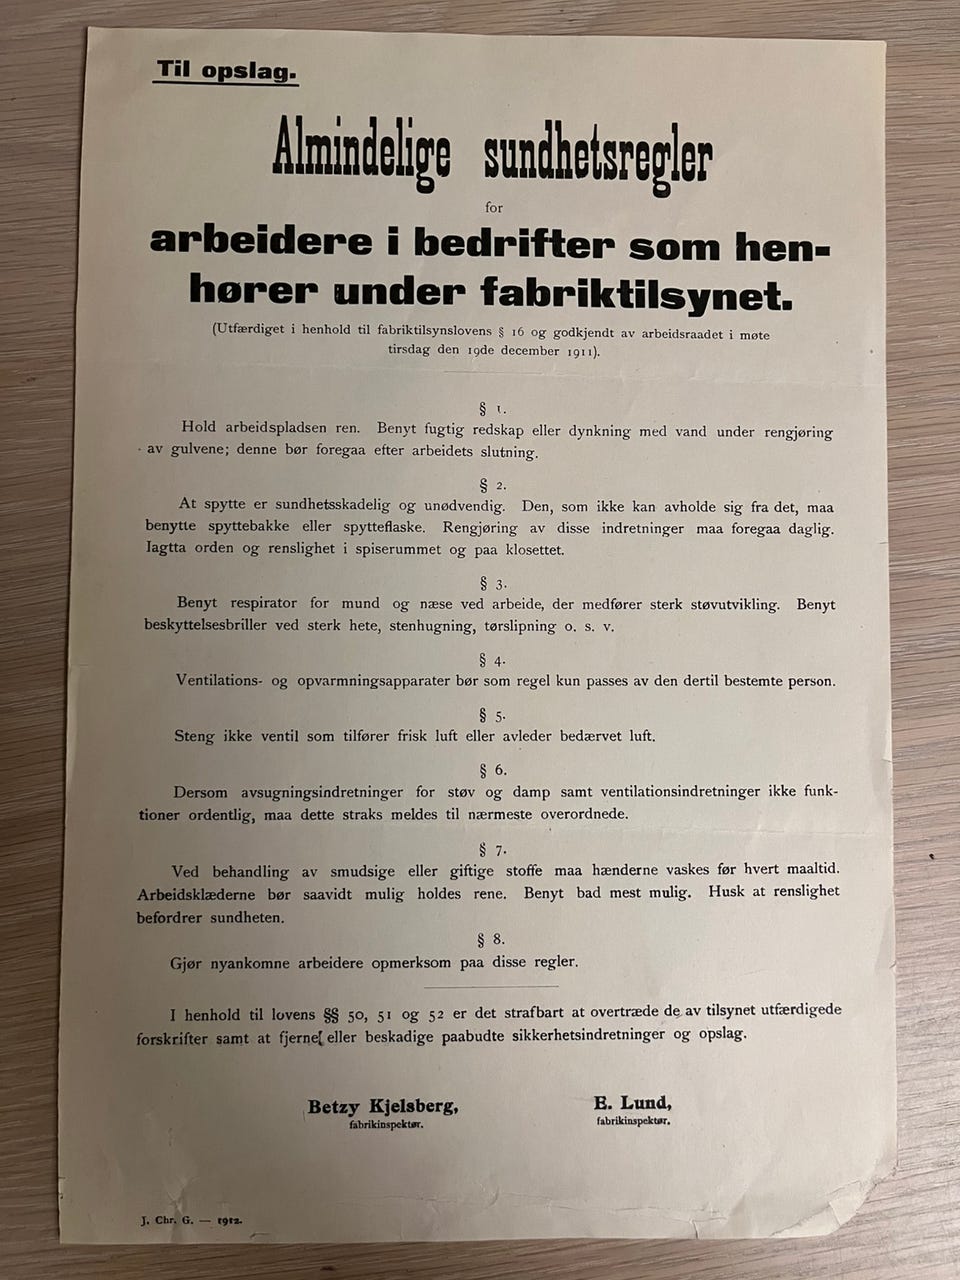 Til opslag.
Almindelige sundhetsregler
for
arbeidere i bedrifter som hen-
hører under fabriktilsynet.
(Utfærdiget i henhold til fabriktilsynslovens § 16 og godkjendt av arbeidsraadet i møte
tirsdag den 19de december 1911).
§ 1.
Hold arbeidspladsen ren. Benyt fugtig redskap eller dynkning med vand under rengjøring
av gulvene; denne bør foregaa efter arbeidets slutning.
§ 2.
At spytte er sundhetsskadelig og unødvendig. Den, som ikke kan avholde sig fra det, maa
benytte spyttebakke eller spytteflaske. Rengjøring av disse indretninger maa foregaa daglig.
Iagtta orden og renslighet i spiserummet og paa klosettet.
§ 3.
Benyt respirator for mund og næse ved arbeide, der medfører sterk støvutvikling. Benyt
beskyttelsesbriller ved sterk hete, stenhugning, tørslipning o. s. v.
§ 4.
Ventilations- og opvarmningsapparater bør som regel kun passes av den dertil bestemte person.
§ 5.
Steng ikke ventil som tilfører frisk luft eller avleder bedærvet luft.
§ 6.
Dersom avsugningsindretninger for støv og damp samt ventilationsindretninger ikke funk-
tioner ordentlig, maa dette straks meldes til nærmeste overordnede.
§ 7.
Ved behandling av smudsige eller giftige stoffe maa hænderne vaskes før hvert maaltid.
Arbeidsklæderne bør saavidt mulig holdes rene. Benyt bad mest mulig. Husk at renslighet
befordrer sundheten.
§ 8.
Gjør nyankomne arbeidere opmerksom paa disse regler.
I henhold til lovens §§ 50, 51 og 52 er det strafbart at overtræde de av tilsynet utfærdigede
forskrifter samt at fjerne eller beskadige paabudte sikkerhetsindretninger og opslag.
Betzy Kjelsberg, E. Lund,
fabrikinspektør. fabrikinspektør.
J. Chr. G. — 1912.